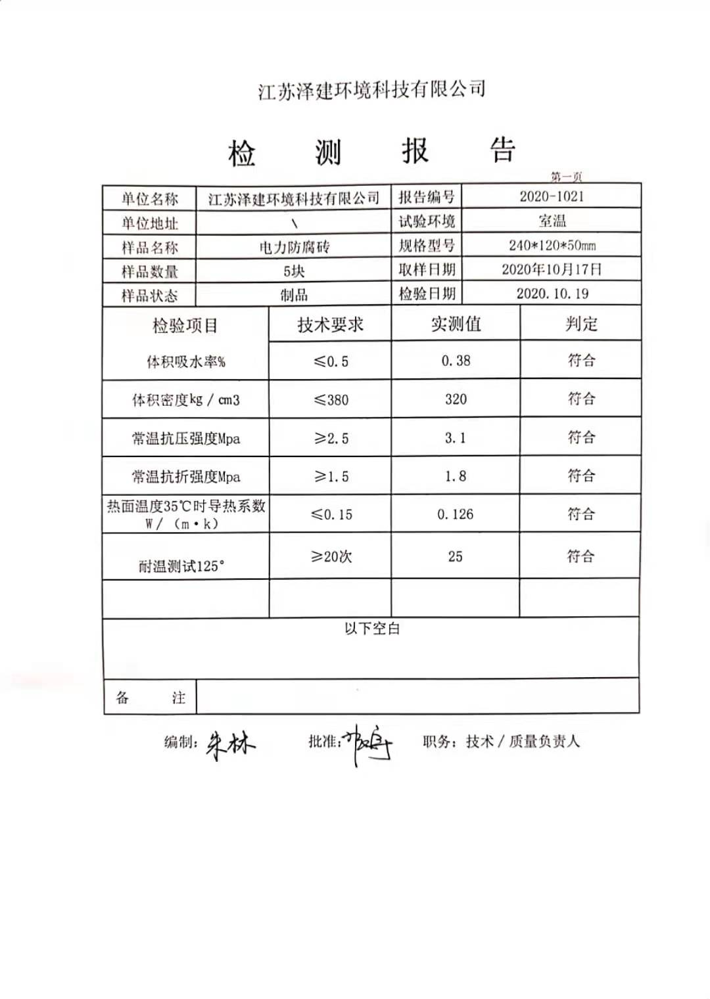 江苏泽建环境科技有限公司
检测报告
第一页
单位名称 江苏泽建环境科技有限公司 报告编号 2020-1021
单位地址 \ 试验环境 室温
样品名称 电力防腐砖 规格型号 240*120*50mm
样品数量 5块 取样日期 2020年10月17日
样品状态 制品 检验日期 2020.10.19
检验项目 技术要求 实测值 判定
体积吸水率% ≤0.5 0.38 符合
体积密度kg/cm3 ≤380 320 符合
常温抗压强度Mpa ≥2.5 3.1 符合
常温抗折强度Mpa ≥1.5 1.8 符合
热面温度35℃时导热系数
W/（m·k） ≤0.15 0.126 符合
耐温测试125° ≥20次 25 符合
以下空白
备注
编制：朱林 批准： 职务：技术/质量负责人